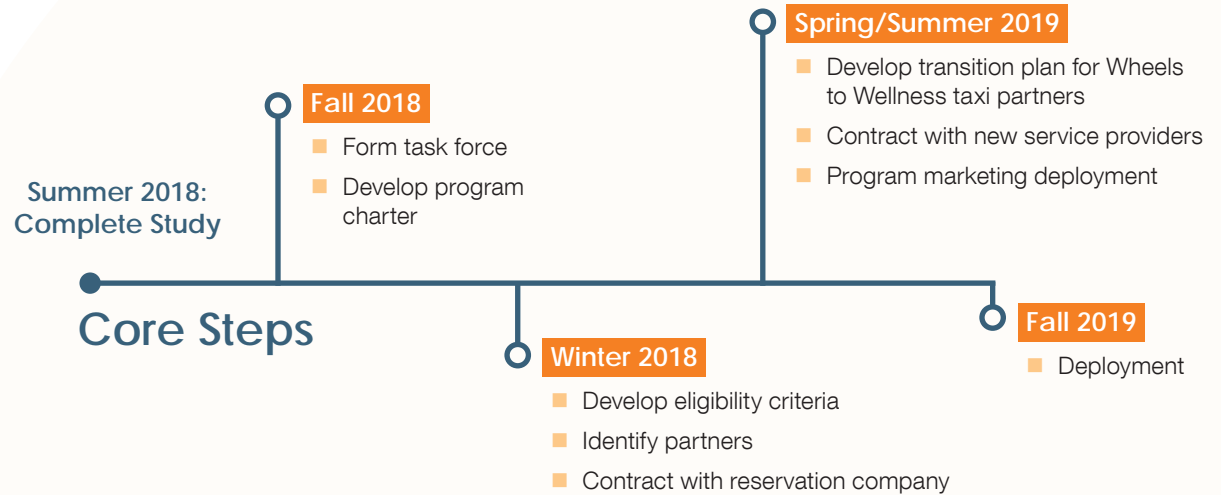 Summer 2018:
Complete Study
Core Steps
Fall 2018
Form task force
Develop program
charter
Winter 2018
Develop eligibility criteria
Identify partners
Contract with reservation company
Spring/Summer 2019
Develop transition plan for Wheels
to Wellness taxi partners
Contract with new service providers
Program marketing deployment
Fall 2019
Deployment